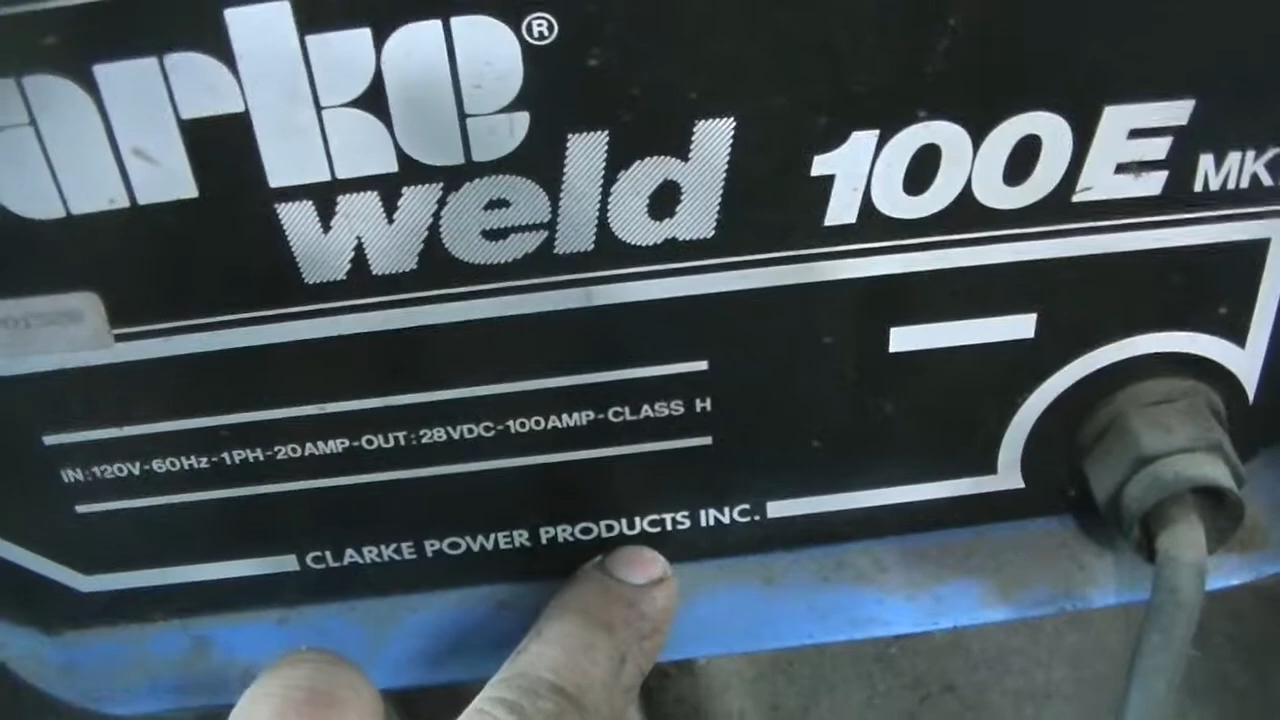 arke®
weld
100E MK
IN:120V-60Hz-1PH-20AMP-OUT:28VDC-100AMP-CLASS H
CLARKE POWER PRODUCTS INC.